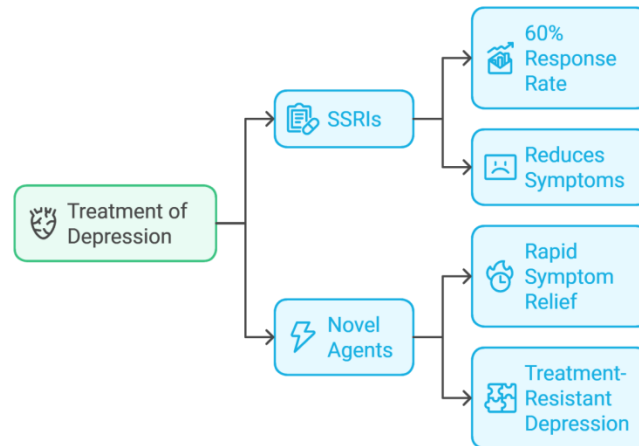 60%
Response
Rate
SSRIs
Reduces
Symptoms
Treatment of
Depression
Rapid
Symptom
Relief
Novel
Agents
Treatment-
Resistant
Depression